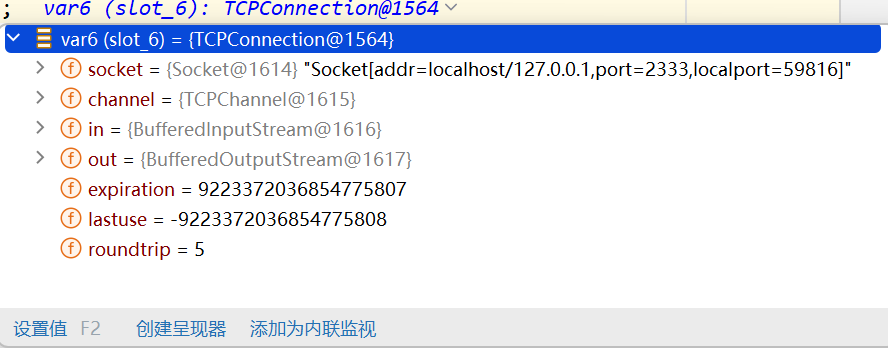 ; var6 (slot_6): TCPConnection@1564
var6 (slot_6) = {TCPConnection@1564}
f socket = {Socket@1614} "Socket[addr=localhost/127.0.0.1,port=2333,localport=59816]"
f channel = {TCPChannel@1615}
f in = {BufferedInputStream@1616}
f out = {BufferedOutputStream@1617}
f expiration = 9223372036854775807
f lastuse = -9223372036854775808
f roundtrip = 5
设置值 F2 创建呈现器 添加为内联监视